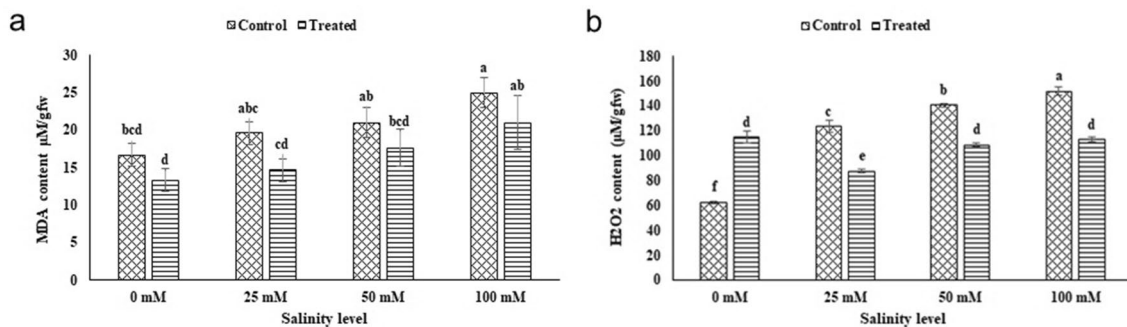 a
Control Treated
MDA content µM/gfw
30
25
20
15
10
5
0
bcd
d
abc
cd
ab
bcd
a
ab
0 mM 25 mM 50 mM 100 mM
Salinity level
b
Control Treated
H2O2 content (µM/gfw)
180
160
140
120
100
80
60
40
20
0
f
d
c
e
b
d
a
d
0 mM 25 mM 50 mM 100 mM
Salinity level